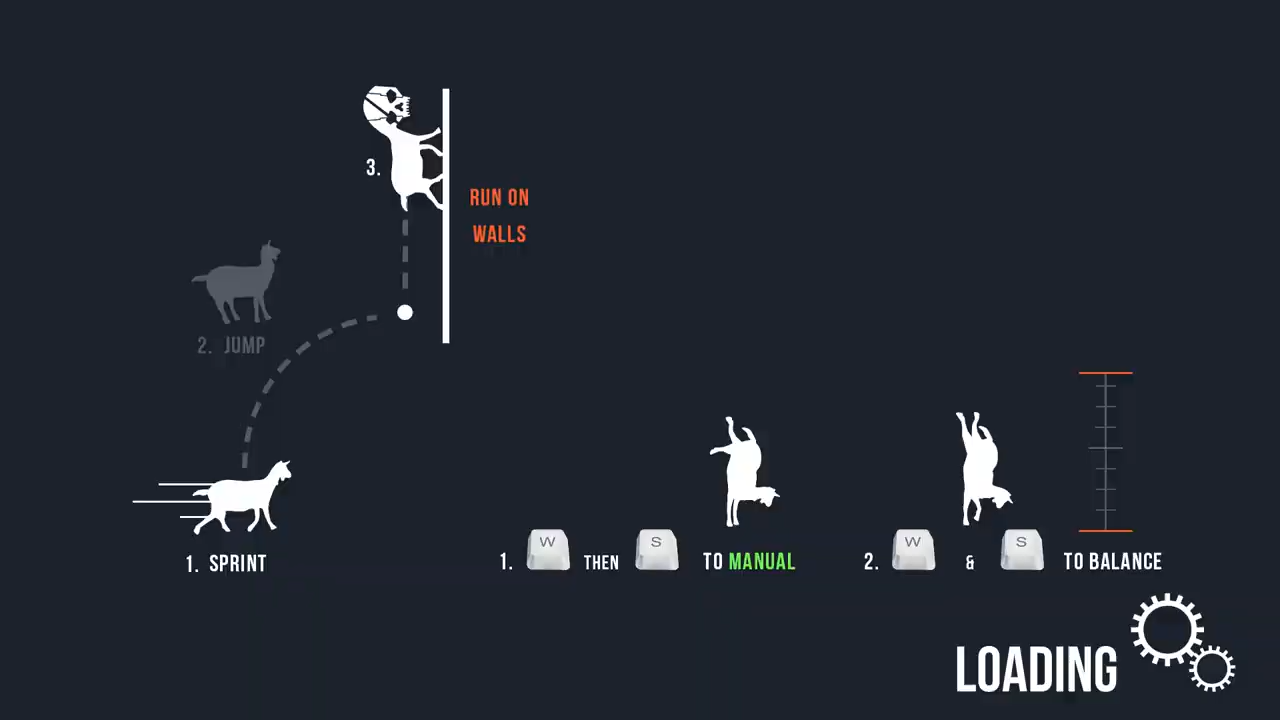 3.
RUN ON
WALLS
2. JUMP
1. SPRINT
1. W THEN S TO MANUAL
2. W & S TO BALANCE
LOADING